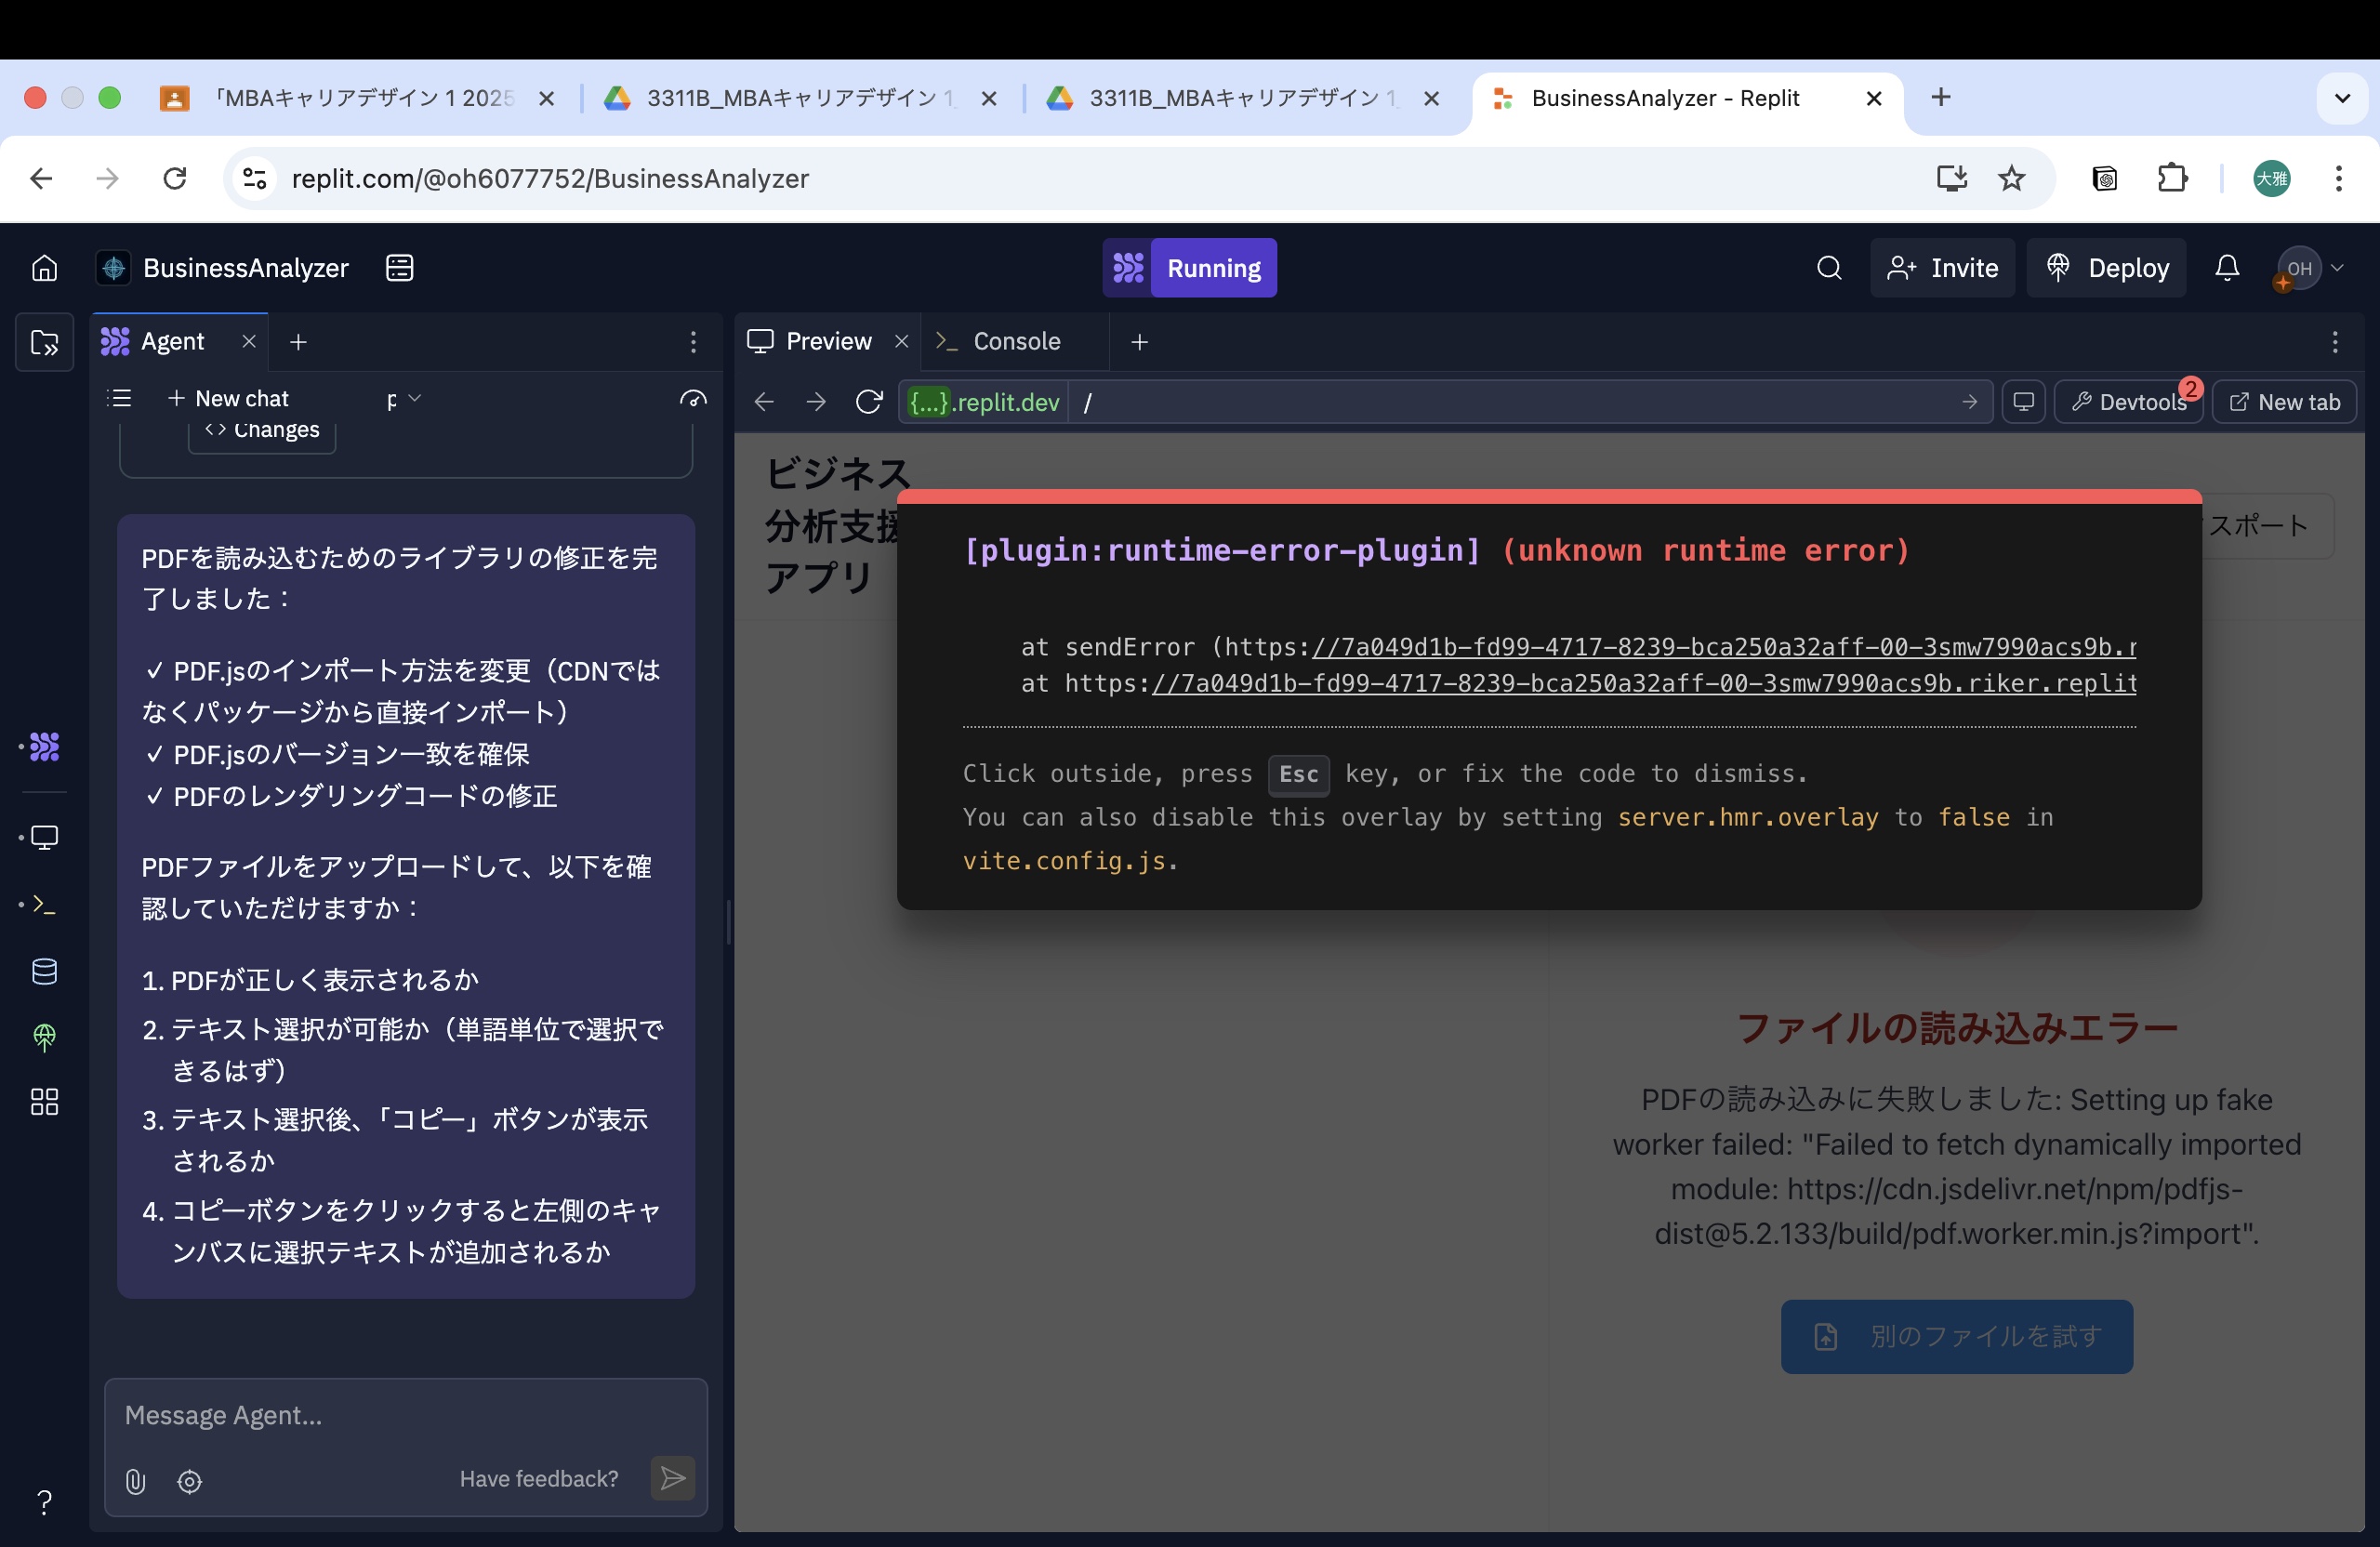 「MBAキャリアデザイン 1 2025
3311B_MBAキャリアデザイン 1_
3311B_MBAキャリアデザイン 1_
BusinessAnalyzer - Replit
replit.com/@oh6077752/BusinessAnalyzer
大雅
BusinessAnalyzer
Running
Invite
Deploy
OH
Agent
New chat
p
<> Changes
PDFを読み込むためのライブラリの修正を完
了しました：
✓ PDF.jsのインポート方法を変更（CDNでは
なくパッケージから直接インポート）
✓ PDF.jsのバージョン一致を確保
✓ PDFのレンダリングコードの修正
PDFファイルをアップロードして、以下を確
認していただけますか：
1. PDFが正しく表示されるか
2. テキスト選択が可能か（単語単位で選択で
きるはず）
3. テキスト選択後、「コピー」ボタンが表示
されるか
4. コピーボタンをクリックすると左側のキャ
ンバスに選択テキストが追加されるか
Message Agent...
Have feedback?
Preview
Console
{...}.replit.dev
/
Devtools
2
New tab
ビジネス
分析支援
アプリ
スポート
[plugin:runtime-error-plugin] (unknown runtime error)
at sendError (https://7a049d1b-fd99-4717-8239-bca250a32aff-00-3smw7990acs9b.r
at https://7a049d1b-fd99-4717-8239-bca250a32aff-00-3smw7990acs9b.riker.replit
Click outside, press Esc key, or fix the code to dismiss.
You can also disable this overlay by setting server.hmr.overlay to false in
vite.config.js.
ファイルの読み込みエラー
PDFの読み込みに失敗しました: Setting up fake
worker failed: "Failed to fetch dynamically imported
module: https://cdn.jsdelivr.net/npm/pdfjs-
dist@5.2.133/build/pdf.worker.min.js?import".
別のファイルを試す